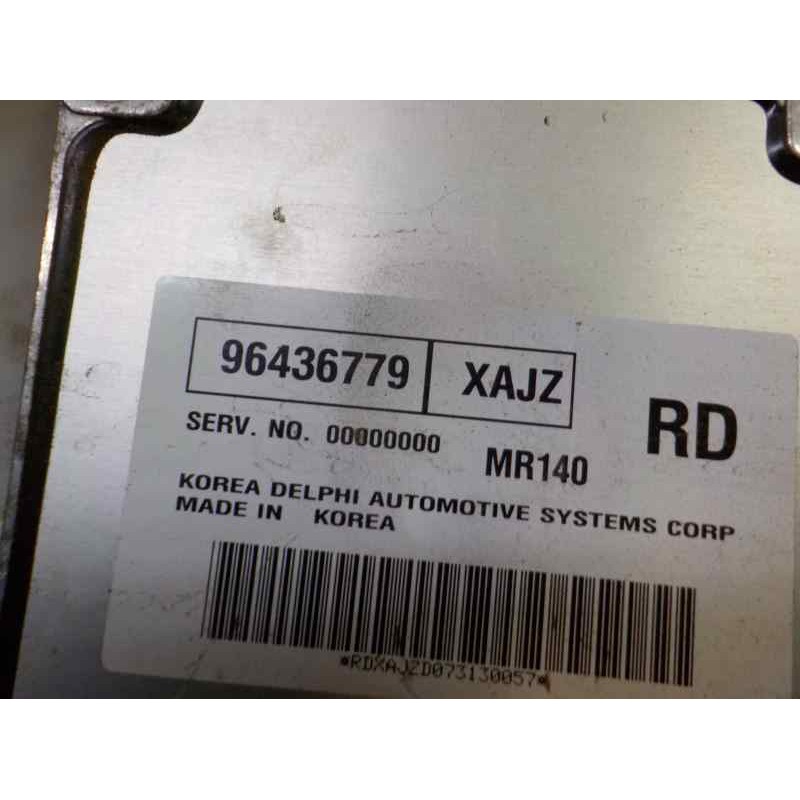 96436779 XAJZ RD
SERV. NO. 00000000 MR140
KOREA DELPHI AUTOMOTIVE SYSTEMS CORP
MADE IN KOREA
*RDXAJZD073130057*